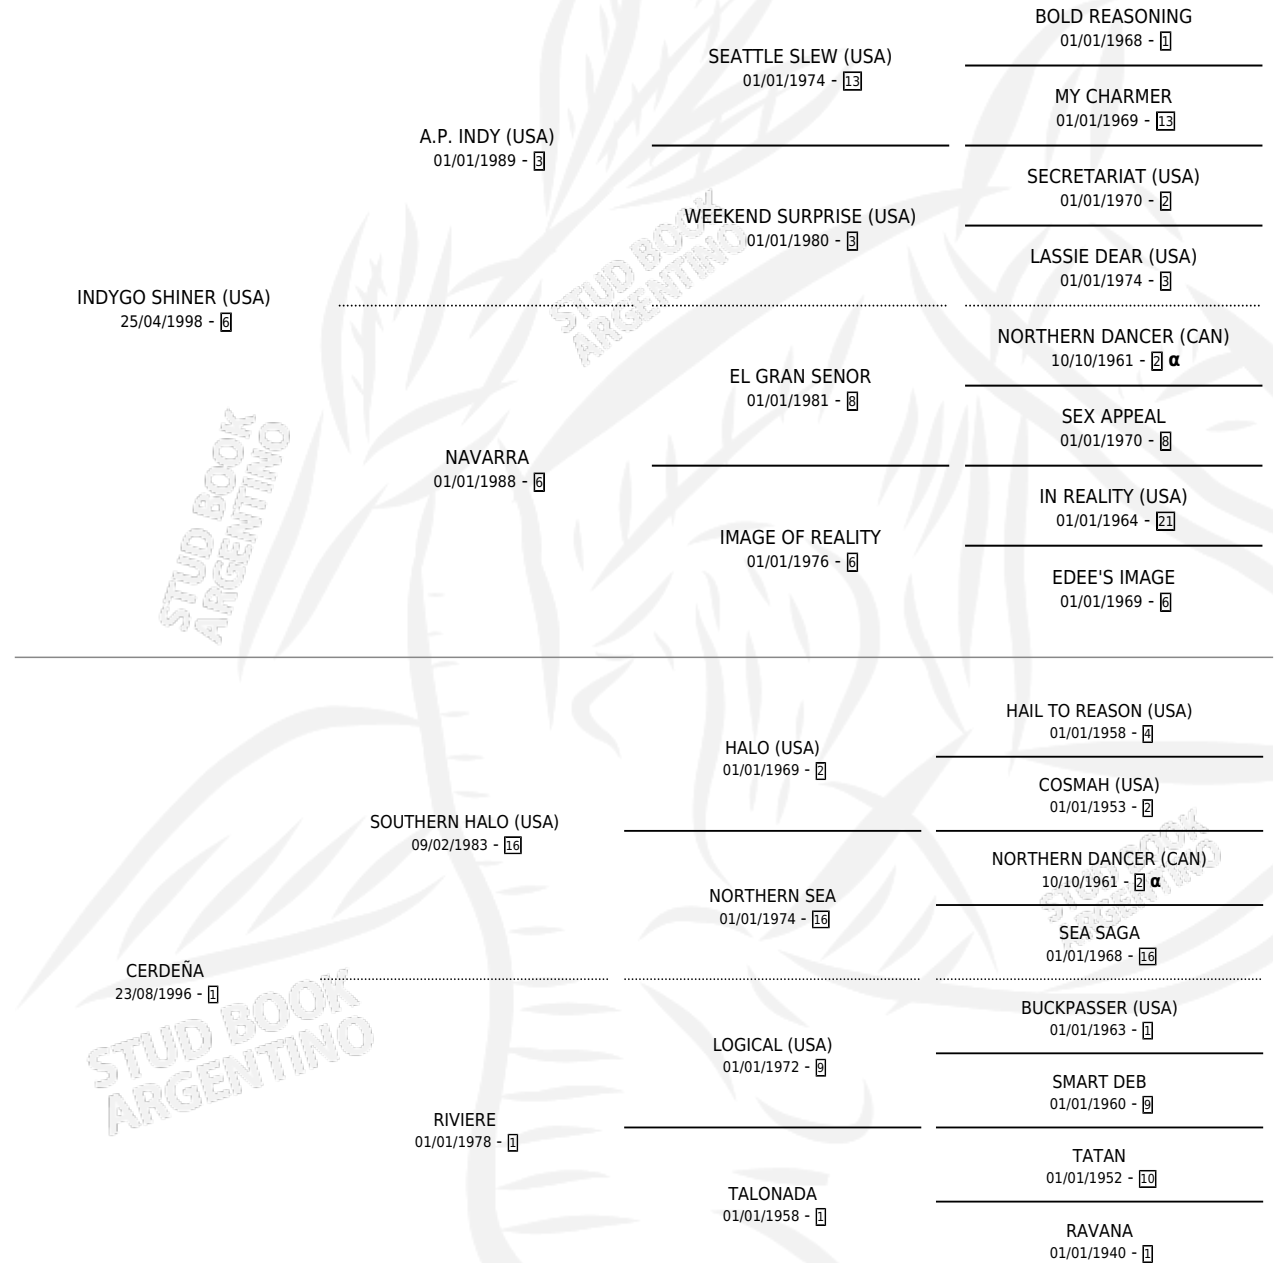 BOLD REASONING
01/01/1968 - 1
SEATTLE SLEW (USA)
01/01/1974 - 13
MY CHARMER
01/01/1969 - 13
A.P. INDY (USA)
01/01/1989 - 3
SECRETARIAT (USA)
01/01/1970 - 2
WEEKEND SURPRISE (USA)
01/01/1980 - 3
LASSIE DEAR (USA)
01/01/1974 - 3
INDYGO SHINER (USA)
25/04/1998 - 6
NORTHERN DANCER (CAN)
10/10/1961 - 2 α
EL GRAN SENOR
01/01/1981 - 8
SEX APPEAL
01/01/1970 - 8
NAVARRA
01/01/1988 - 6
IN REALITY (USA)
01/01/1964 - 21
IMAGE OF REALITY
01/01/1976 - 6
EDEE'S IMAGE
01/01/1969 - 6
HAIL TO REASON (USA)
01/01/1958 - 4
HALO (USA)
01/01/1969 - 2
COSMAH (USA)
01/01/1953 - 2
SOUTHERN HALO (USA)
09/02/1983 - 16
NORTHERN DANCER (CAN)
10/10/1961 - 2 α
NORTHERN SEA
01/01/1974 - 16
SEA SAGA
01/01/1968 - 16
CERDEÑA
23/08/1996 - 1
BUCKPASSER (USA)
01/01/1963 - 1
LOGICAL (USA)
01/01/1972 - 9
SMART DEB
01/01/1960 - 9
RIVIERE
01/01/1978 - 1
TATAN
01/01/1952 - 10
TALONADA
01/01/1958 - 1
RAVANA
01/01/1940 - 1
STUD BOOK
ARGENTINO
STUD BOOK
ARGENTINO
STUD BOOK
ARGENTINO
STUD BOOK
ARGENTINO